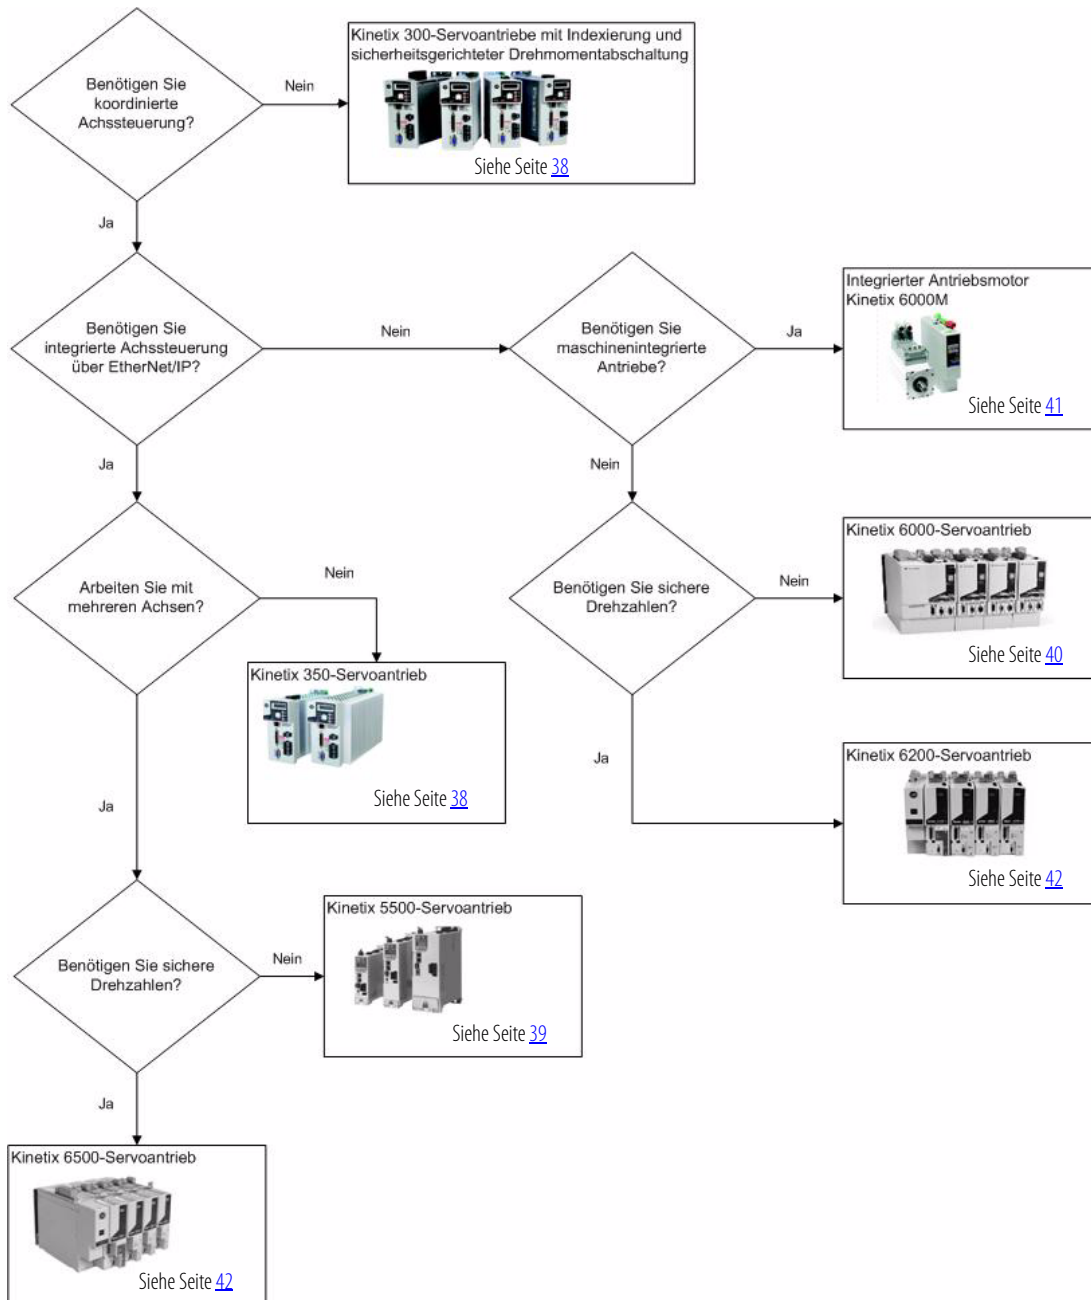 Benötigen Sie
koordinierte
Achssteuerung?
Nein
Kinetix 300-Servoantriebe mit Indexierung und
sicherheitsgerichteter Drehmomentabschaltung
Siehe Seite 38
Ja
Benötigen Sie
integrierte Achssteuerung
über EtherNet/IP?
Nein
Benötigen Sie
maschinenintegrierte
Antriebe?
Ja
Integrierter Antriebsmotor
Kinetix 6000M
Siehe Seite 41
Ja
Nein
Arbeiten Sie mit
mehreren Achsen?
Nein
Kinetix 350-Servoantrieb
Siehe Seite 38
Benötigen Sie sichere
Drehzahlen?
Nein
Kinetix 6000-Servoantrieb
Siehe Seite 40
Ja
Kinetix 6200-Servoantrieb
Siehe Seite 42
Ja
Benötigen Sie sichere
Drehzahlen?
Nein
Kinetix 5500-Servoantrieb
Siehe Seite 39
Ja
Kinetix 6500-Servoantrieb
Siehe Seite 42